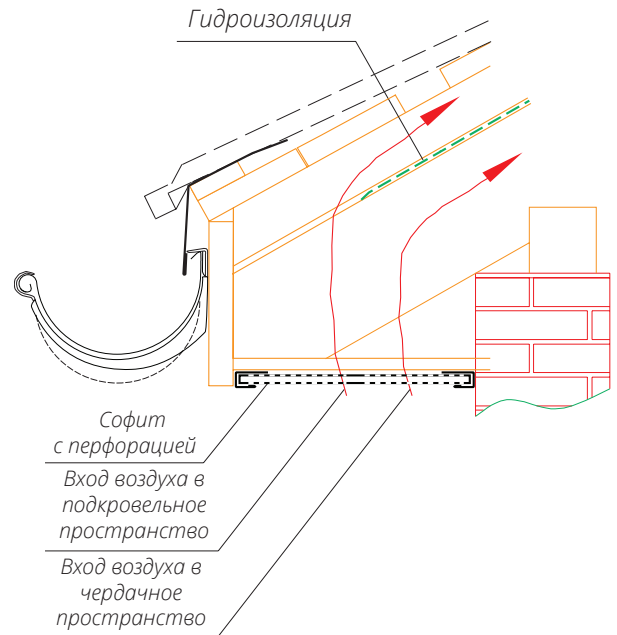 Гидроизоляция
Софит
с перфорацией
Вход воздуха в
подкровельное
пространство
Вход воздуха в
чердачное
пространство